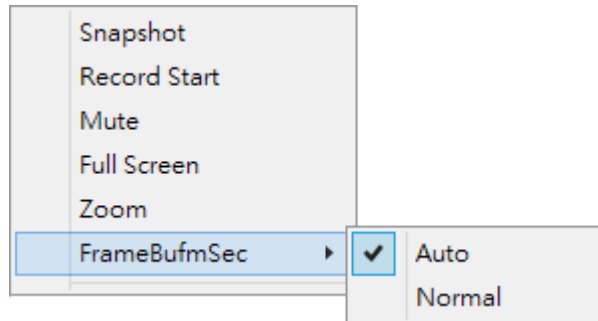 Snapshot
Record Start
Mute
Full Screen
Zoom
FrameBufmSec
Auto
Normal